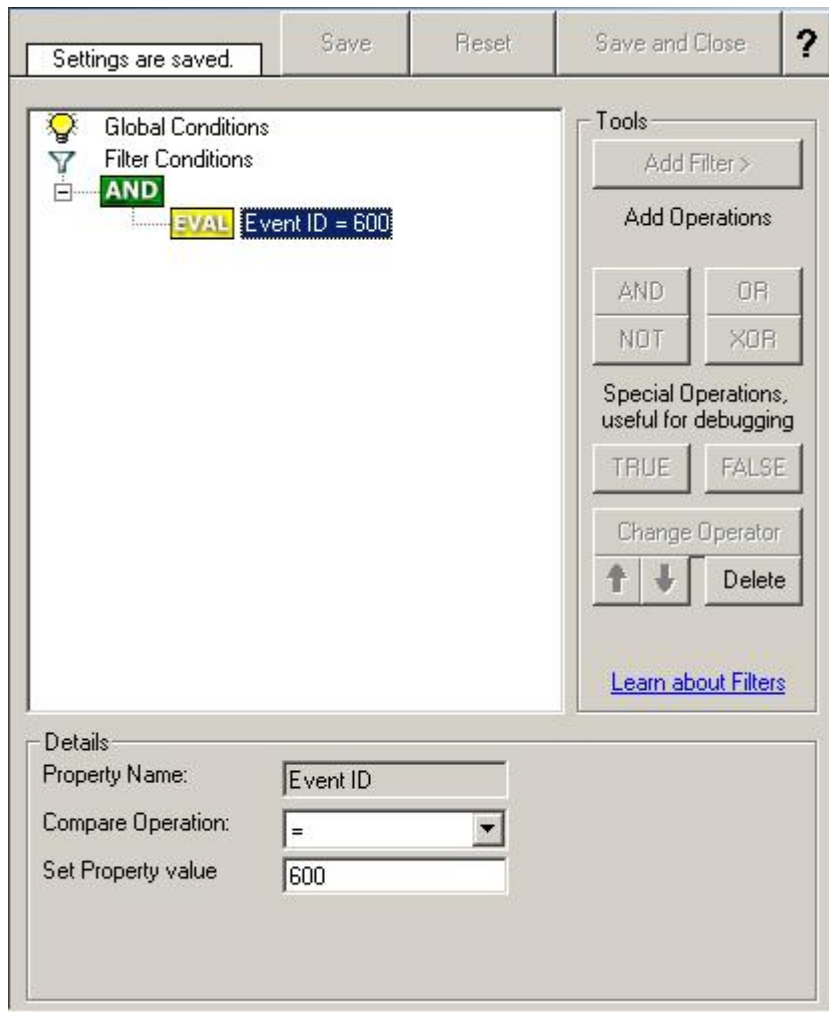 Settings are saved.
Save
Reset
Save and Close
?
Global Conditions
Filter Conditions
AND
EVAL Event ID = 600
Tools
Add Filter >
Add Operations
AND
OR
NOT
XOR
Special Operations,
useful for debugging
TRUE
FALSE
Change Operator
Delete
Learn about Filters
Details
Property Name:
Event ID
Compare Operation:
=
Set Property value
600